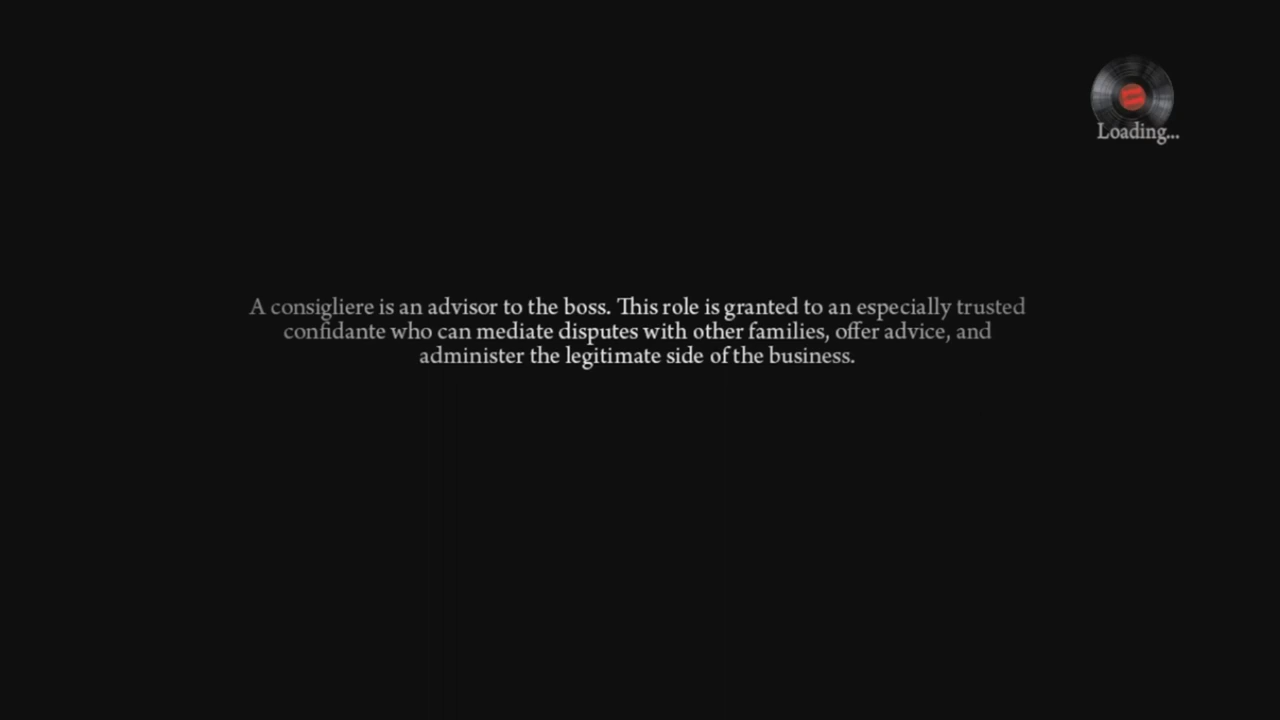 Loading...
A consigliere is an advisor to the boss. This role is granted to an especially trusted
confidante who can mediate disputes with other families, offer advice, and
administer the legitimate side of the business.